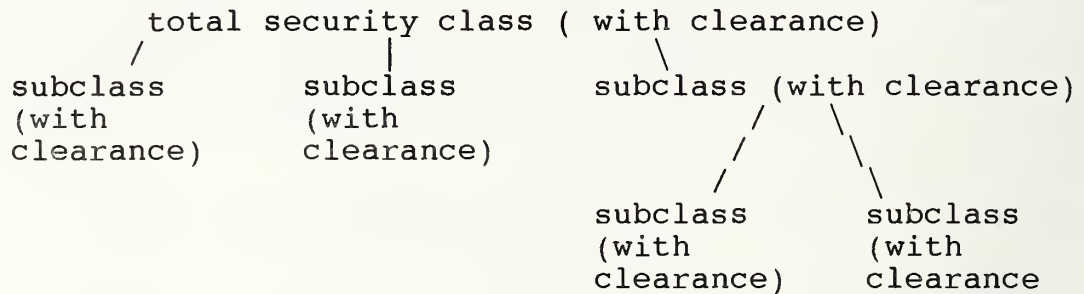 total security class ( with clearance)
subclass subclass subclass (with clearance)
(with (with
clearance) clearance)
subclass subclass
(with (with
clearance) clearance